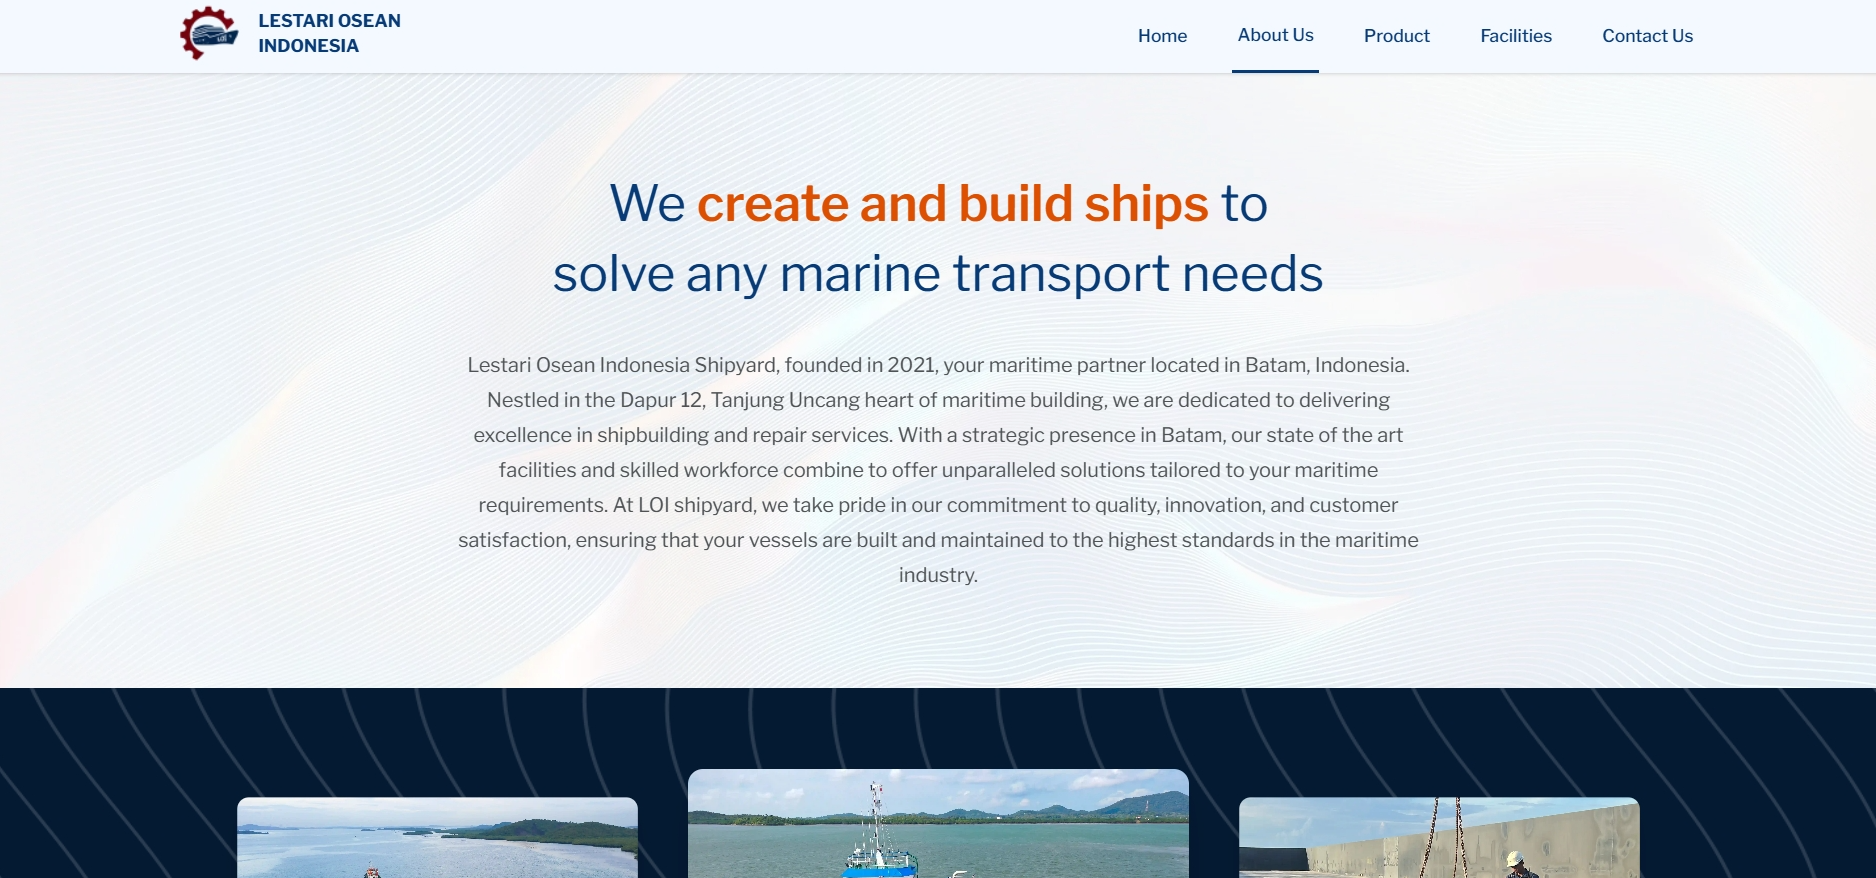 LESTARI OSEAN
INDONESIA
Home
About Us
Product
Facilities
Contact Us
We create and build ships to
solve any marine transport needs
Lestari Osean Indonesia Shipyard, founded in 2021, your maritime partner located in Batam, Indonesia.
Nestled in the Dapur 12, Tanjung Uncang heart of maritime building, we are dedicated to delivering
excellence in shipbuilding and repair services. With a strategic presence in Batam, our state of the art
facilities and skilled workforce combine to offer unparalleled solutions tailored to your maritime
requirements. At LOI shipyard, we take pride in our commitment to quality, innovation, and customer
satisfaction, ensuring that your vessels are built and maintained to the highest standards in the maritime
industry.